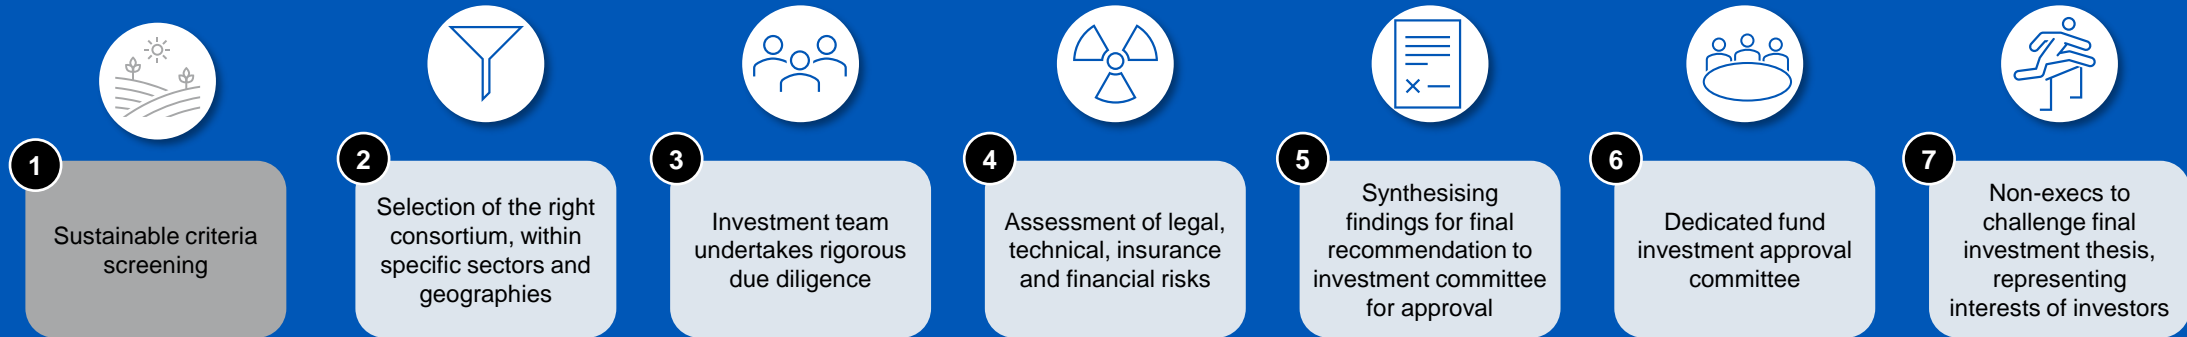 1
Sustainable criteria
screening
2
Selection of the right
consortium, within
specific sectors and
geographies
3
Investment team
undertakes rigorous
due diligence
4
Assessment of legal,
technical, insurance
and financial risks
5
Synthesising
findings for final
recommendation to
investment committee
for approval
6
Dedicated fund
investment approval
committee
7
Non-execs to
challenge final
investment thesis,
representing
interests of investors